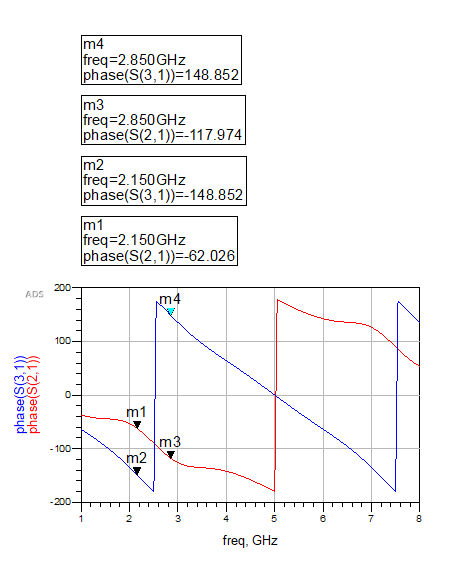 m4
freq=2.850GHz
phase(S(3,1))=148.852
m3
freq=2.850GHz
phase(S(2,1))=-117.974
m2
freq=2.150GHz
phase(S(3,1))=-148.852
m1
freq=2.150GHz
phase(S(2,1))=-62.026
ADS
phase(S(3,1))
phase(S(2,1))
200
100
0
-100
-200
m4
m1
m3
m2
1 2 3 4 5 6 7 8
freq, GHz